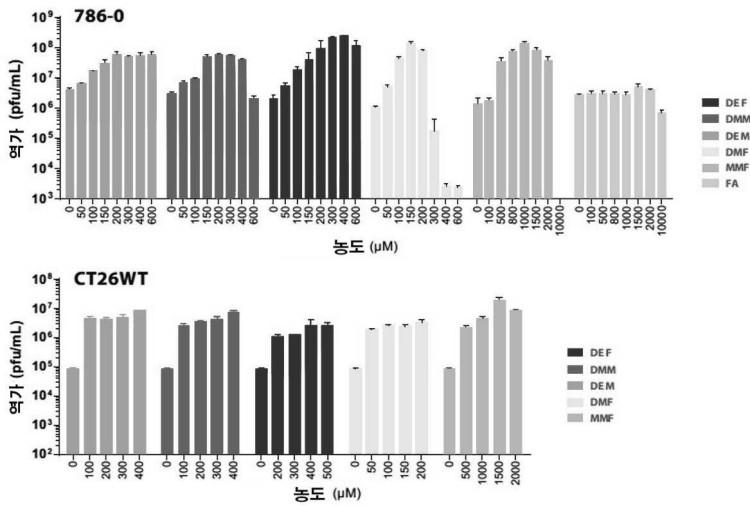 786-0
역가 (pfu/mL)
10⁹
10⁸
10⁷
10⁶
10⁵
10⁴
10³
0 50 100 150 200 300 400 600 0 50 100 150 200 300 400 600 0 50 100 150 200 300 400 600 0 50 100 150 200 300 400 600 0 100 500 800 1000 1500 2000 10000 0 100 500 800 1000 1500 2000 10000
농도 (μM)
DEF
DMM
DEM
DMF
MMF
FA
CT26WT
역가 (pfu/mL)
10⁸
10⁷
10⁶
10⁵
10⁴
10³
10²
0 100 200 300 400 0 100 200 300 400 0 200 300 400 500 0 50 100 150 200 0 500 1000 1500 2000
농도 (μM)
DEF
DMM
DEM
DMF
MMF